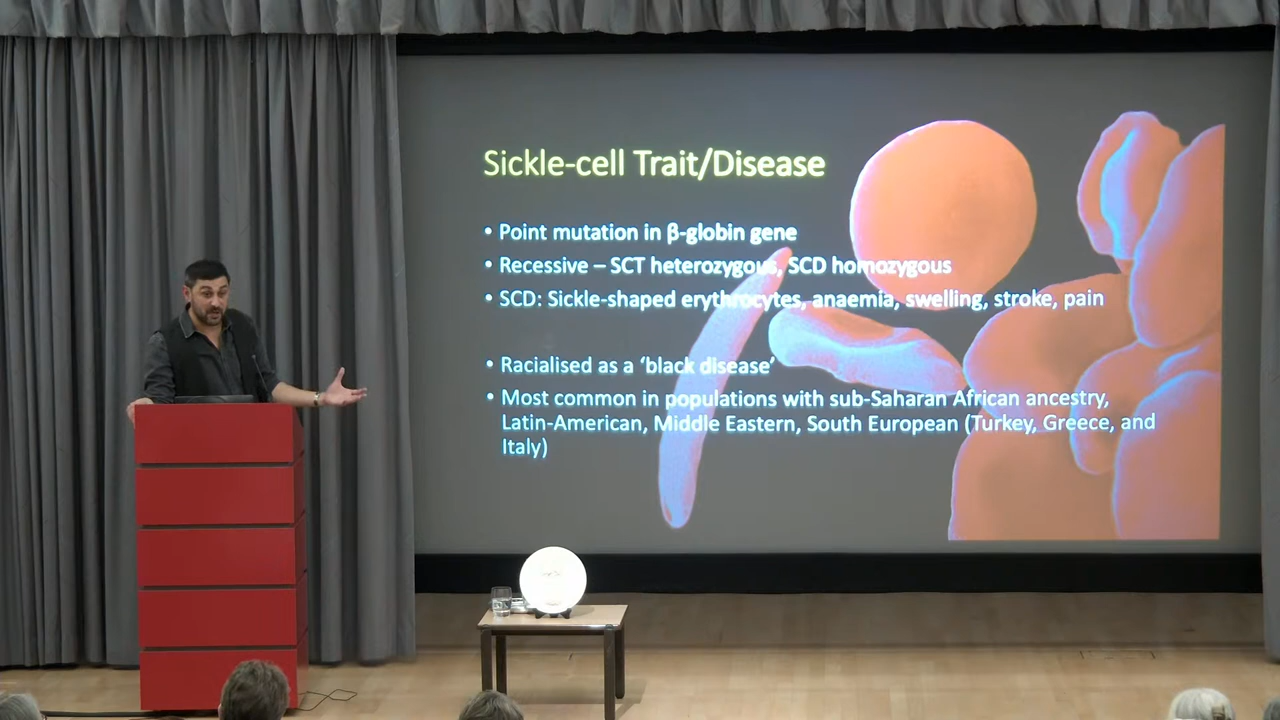 Sickle-cell Trait/Disease
• Point mutation in β-globin gene
• Recessive – SCT heterozygous, SCD homozygous
• SCD: Sickle-shaped erythrocytes, anaemia, swelling, stroke, pain
• Racialised as a ‘black disease’
• Most common in populations with sub-Saharan African ancestry,
Latin-American, Middle Eastern, South European (Turkey, Greece, and
Italy)